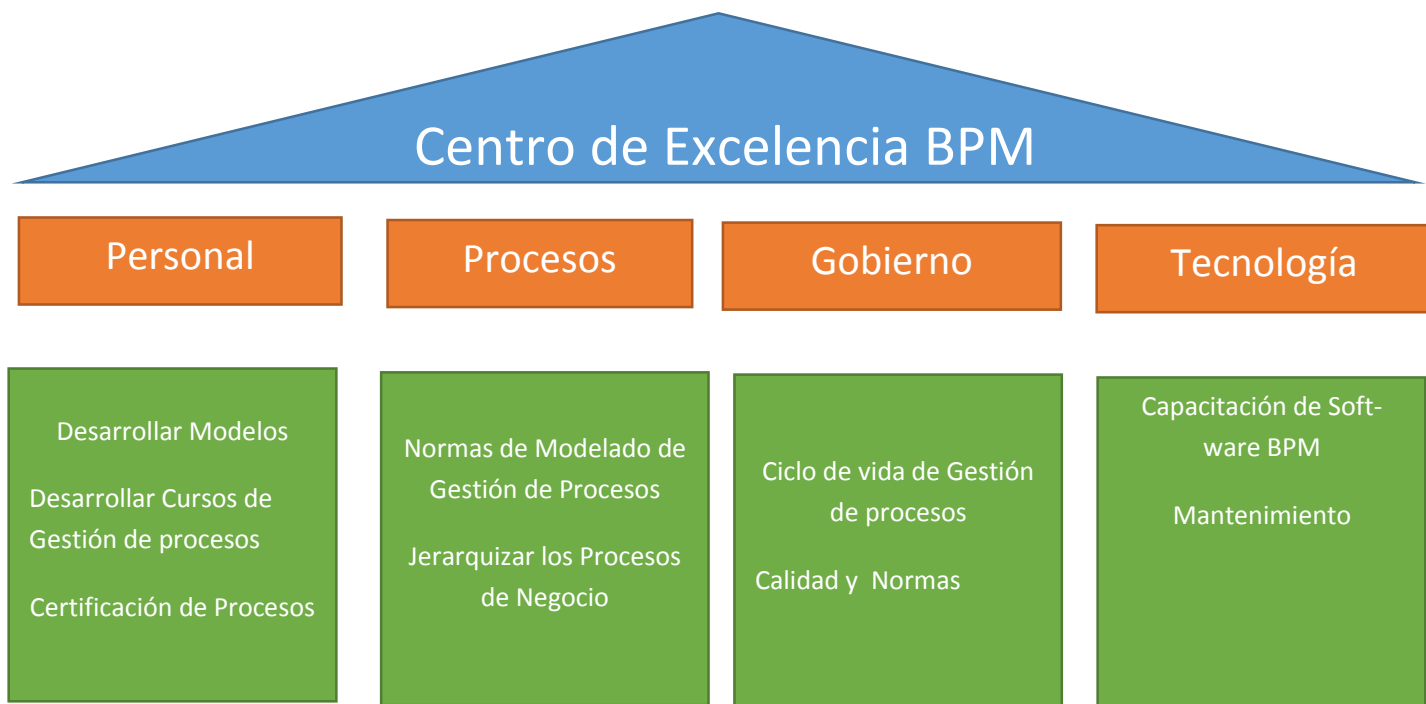 Centro de Excelencia BPM
Personal
Procesos
Gobierno
Tecnología
Desarrollar Modelos
Desarrollar Cursos de
Gestión de procesos
Certificación de Procesos
Normas de Modelado de
Gestión de Procesos
Jerarquizar los Procesos
de Negocio
Ciclo de vida de Gestión
de procesos
Calidad y  Normas
Capacitación de Soft-
ware BPM
Mantenimiento